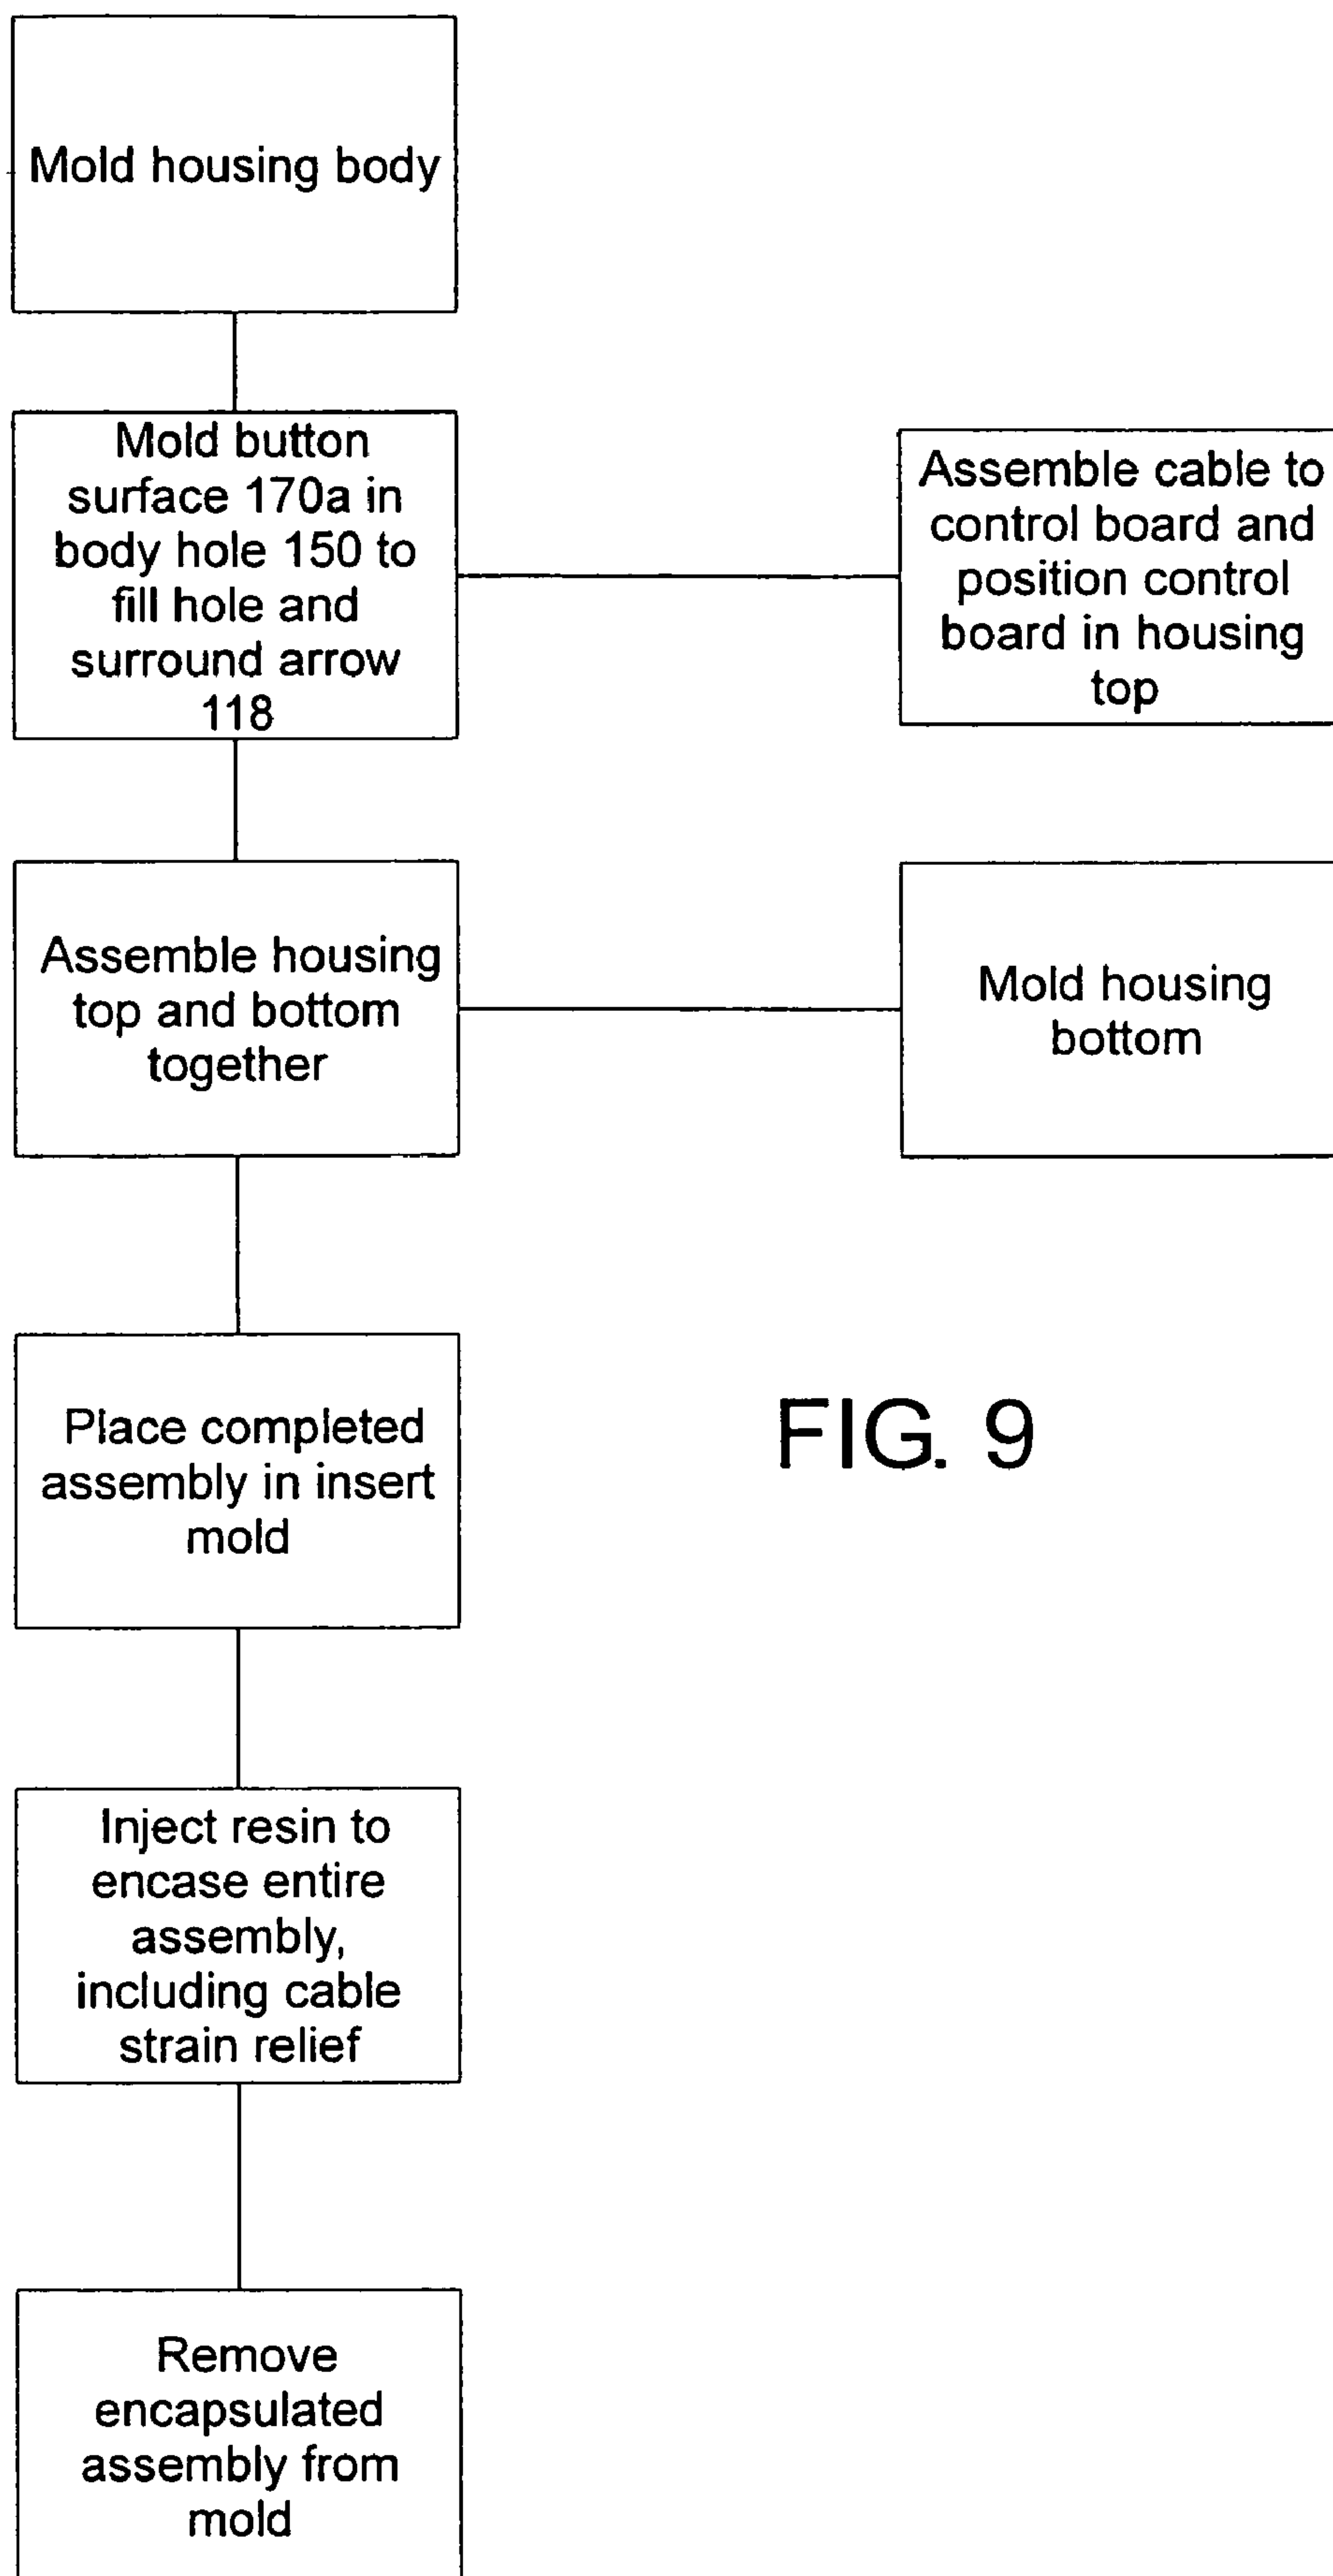 Mold housing body
Mold button
surface 170a in
body hole 150 to
fill hole and
surround arrow
118
Assemble cable to
control board and
position control
board in housing
top
Assemble housing
top and bottom
together
Mold housing
bottom
Place completed
assembly in insert
mold
FIG. 9
Inject resin to
encase entire
assembly,
including cable
strain relief
Remove
encapsulated
assembly from
mold